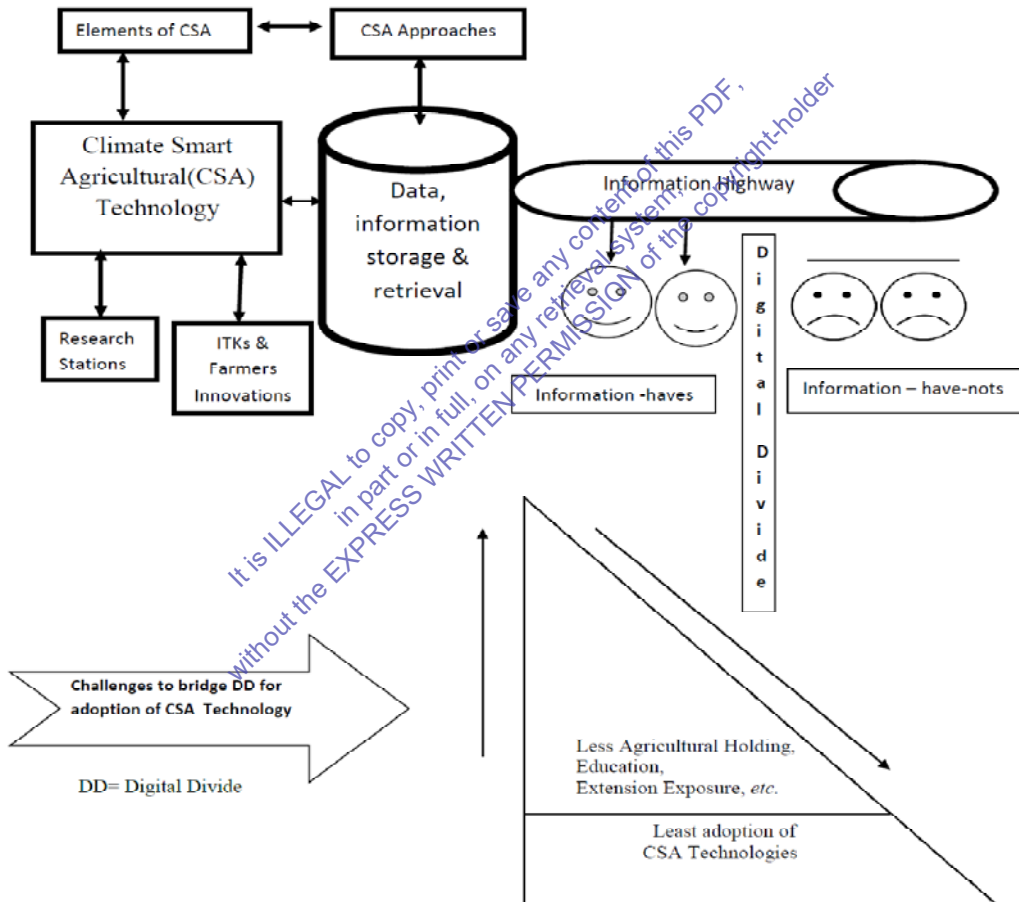 Elements of CSA
CSA Approaches
Climate Smart
Agricultural(CSA)
Technology
Data,
information
storage &
retrieval
Information Highway
Research
Stations
ITKs &
Farmers
Innovations
Information -haves
Digital Divide
Information – have-nots
It is ILLEGAL to copy, print or save any content of this PDF,
in part or in full, on any retrieval system,
without the EXPRESS WRITTEN PERMISSION of the copyright-holder
Challenges to bridge DD for
adoption of CSA Technology
DD= Digital Divide
Less Agricultural Holding,
Education,
Extension Exposure, etc.
Least adoption of
CSA Technologies